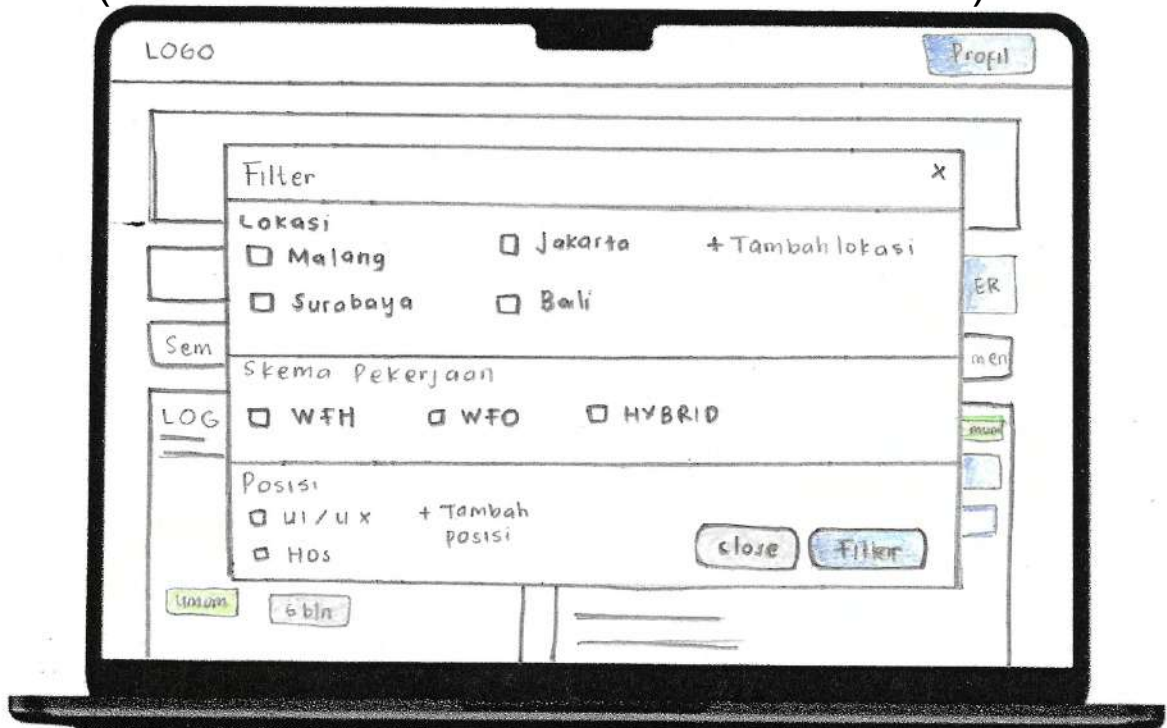 LOGO
Profil
Filter
x
Lokasi
Malang
Jakarta
+ Tambah lokasi
Surabaya
Bali
ER
Sem
men
Skema Pekerjaan
LOG
WFH
WFO
HYBRID
Posisi
UI/UX
+ Tambah
posisi
HOS
close
Filter
Umum
6 bln